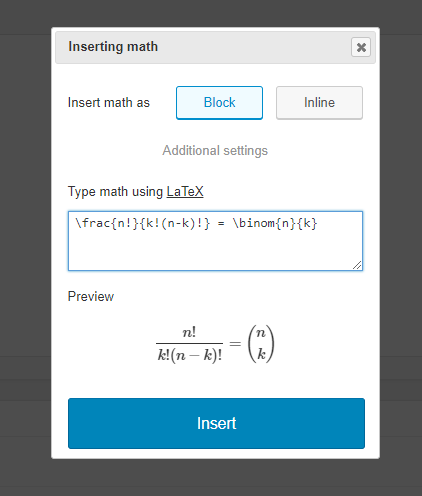 Inserting math
Insert math as Block Inline
Additional settings
Type math using LaTeX
\frac{n!}{k!(n-k)!} = \binom{n}{k}
Preview
n!
k!(n − k)!
=
(n
k)
Insert